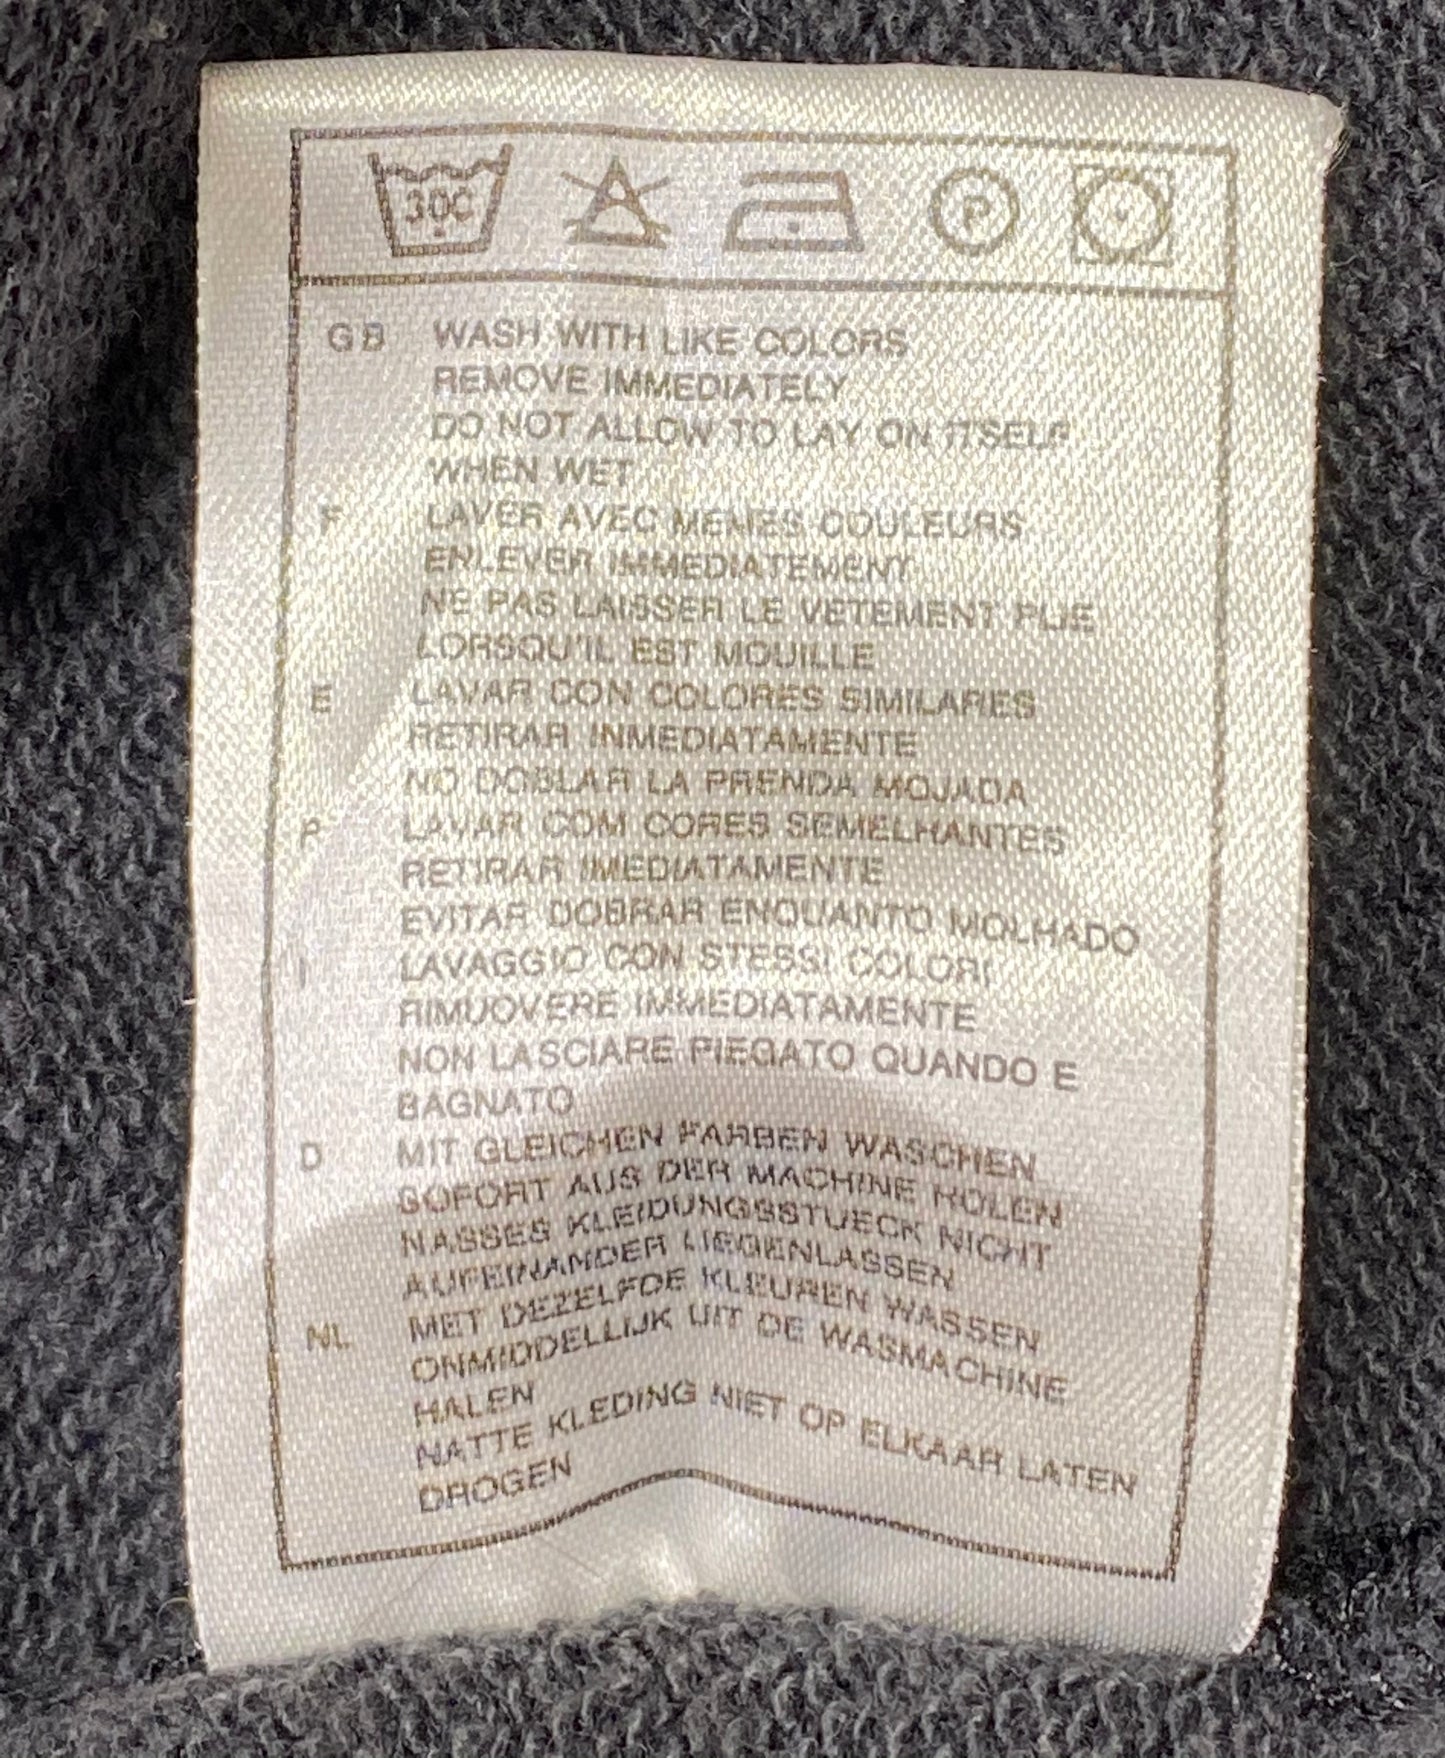 30C
P
GB WASH WITH LIKE COLORS
REMOVE IMMEDIATELY
DO NOT ALLOW TO LAY ON ITSELF
WHEN WET
F LAVER AVEC MEMES COULEURS
ENLEVER IMMEDIATEMENT
NE PAS LAISSER LE VETEMENT PLIE
LORSQU'IL EST MOUILLE
E LAVAR CON COLORES SIMILARES
RETIRAR INMEDIATAMENTE
NO DOBLAR LA PRENDA MOJADA
P LAVAR COM CORES SEMELHANTES
RETIRAR IMEDIATAMENTE
EVITAR DOBRAR ENQUANTO MOLHADO
I LAVAGGIO CON STESSI COLORI
RIMUOVERE IMMEDIATAMENTE
NON LASCIARE PIEGATO QUANDO E
BAGNATO
D MIT GLEICHEN FARBEN WASCHEN
SOFORT AUS DER MACHINE HOLEN
NASSES KLEIDUNGSSTUECK NICHT
AUFEINANDER LIEGENLASSEN
NL MET DEZELFDE KLEUREN WASSEN
ONMIDDELLIJK UIT DE WASMACHINE
HALEN
NATTE KLEDING NIET OP ELKAAR LATEN
DROGEN